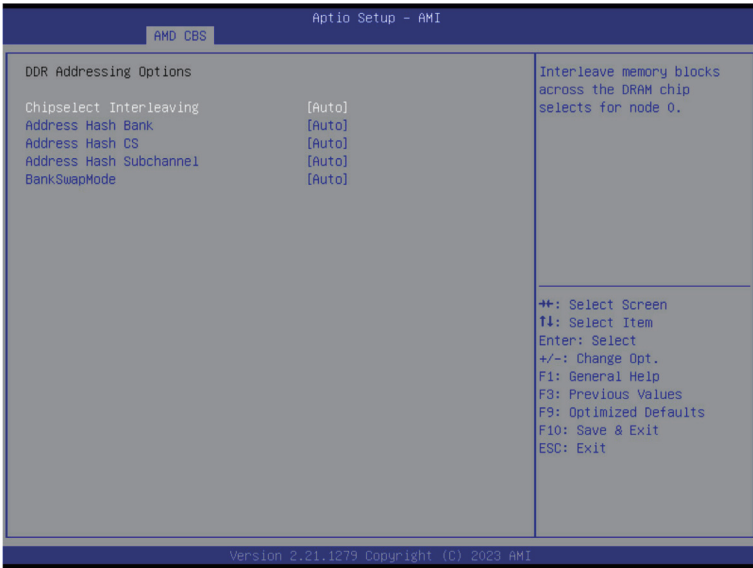 Aptio Setup - AMI
AMD CBS
DDR Addressing Options
Chipselect Interleaving [Auto]
Address Hash Bank [Auto]
Address Hash CS [Auto]
Address Hash Subchannel [Auto]
BankSwapMode [Auto]
Interleave memory blocks
across the DRAM chip
selects for node 0.
→←: Select Screen
↑↓: Select Item
Enter: Select
+/-: Change Opt.
F1: General Help
F3: Previous Values
F9: Optimized Defaults
F10: Save & Exit
ESC: Exit
Version 2.21.1279 Copyright (C) 2023 AMI